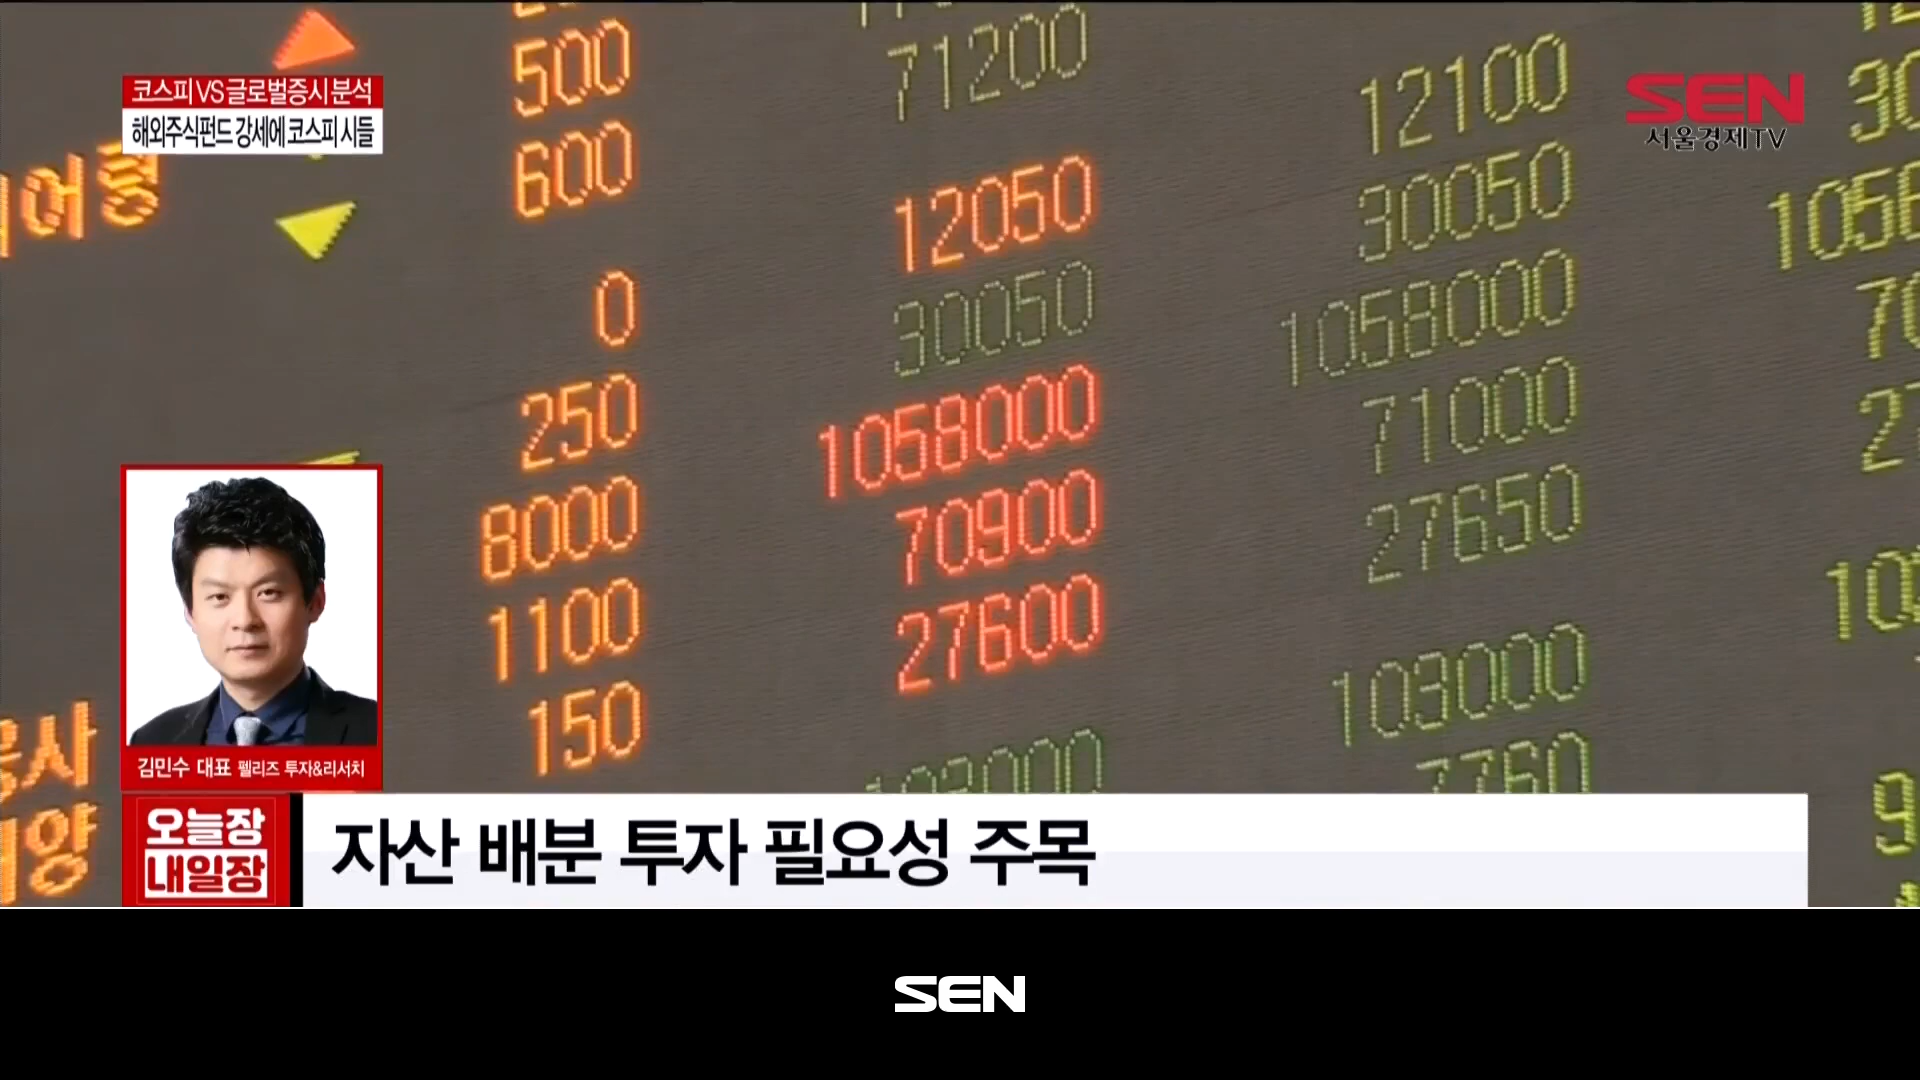 코스피 VS 글로벌증시 분석
해외주식펀드 강세에 코스피 시들
SEN
서울경제TV
500
71200
12100
600
12050
30050
0
30050
1058000
250
1058000
71000
8000
70900
27650
1100
27600
103000
150
103000
7760
김민수 대표 펠리즈 투자&리서치
오늘장
내일장
자산 배분 투자 필요성 주목
SEN